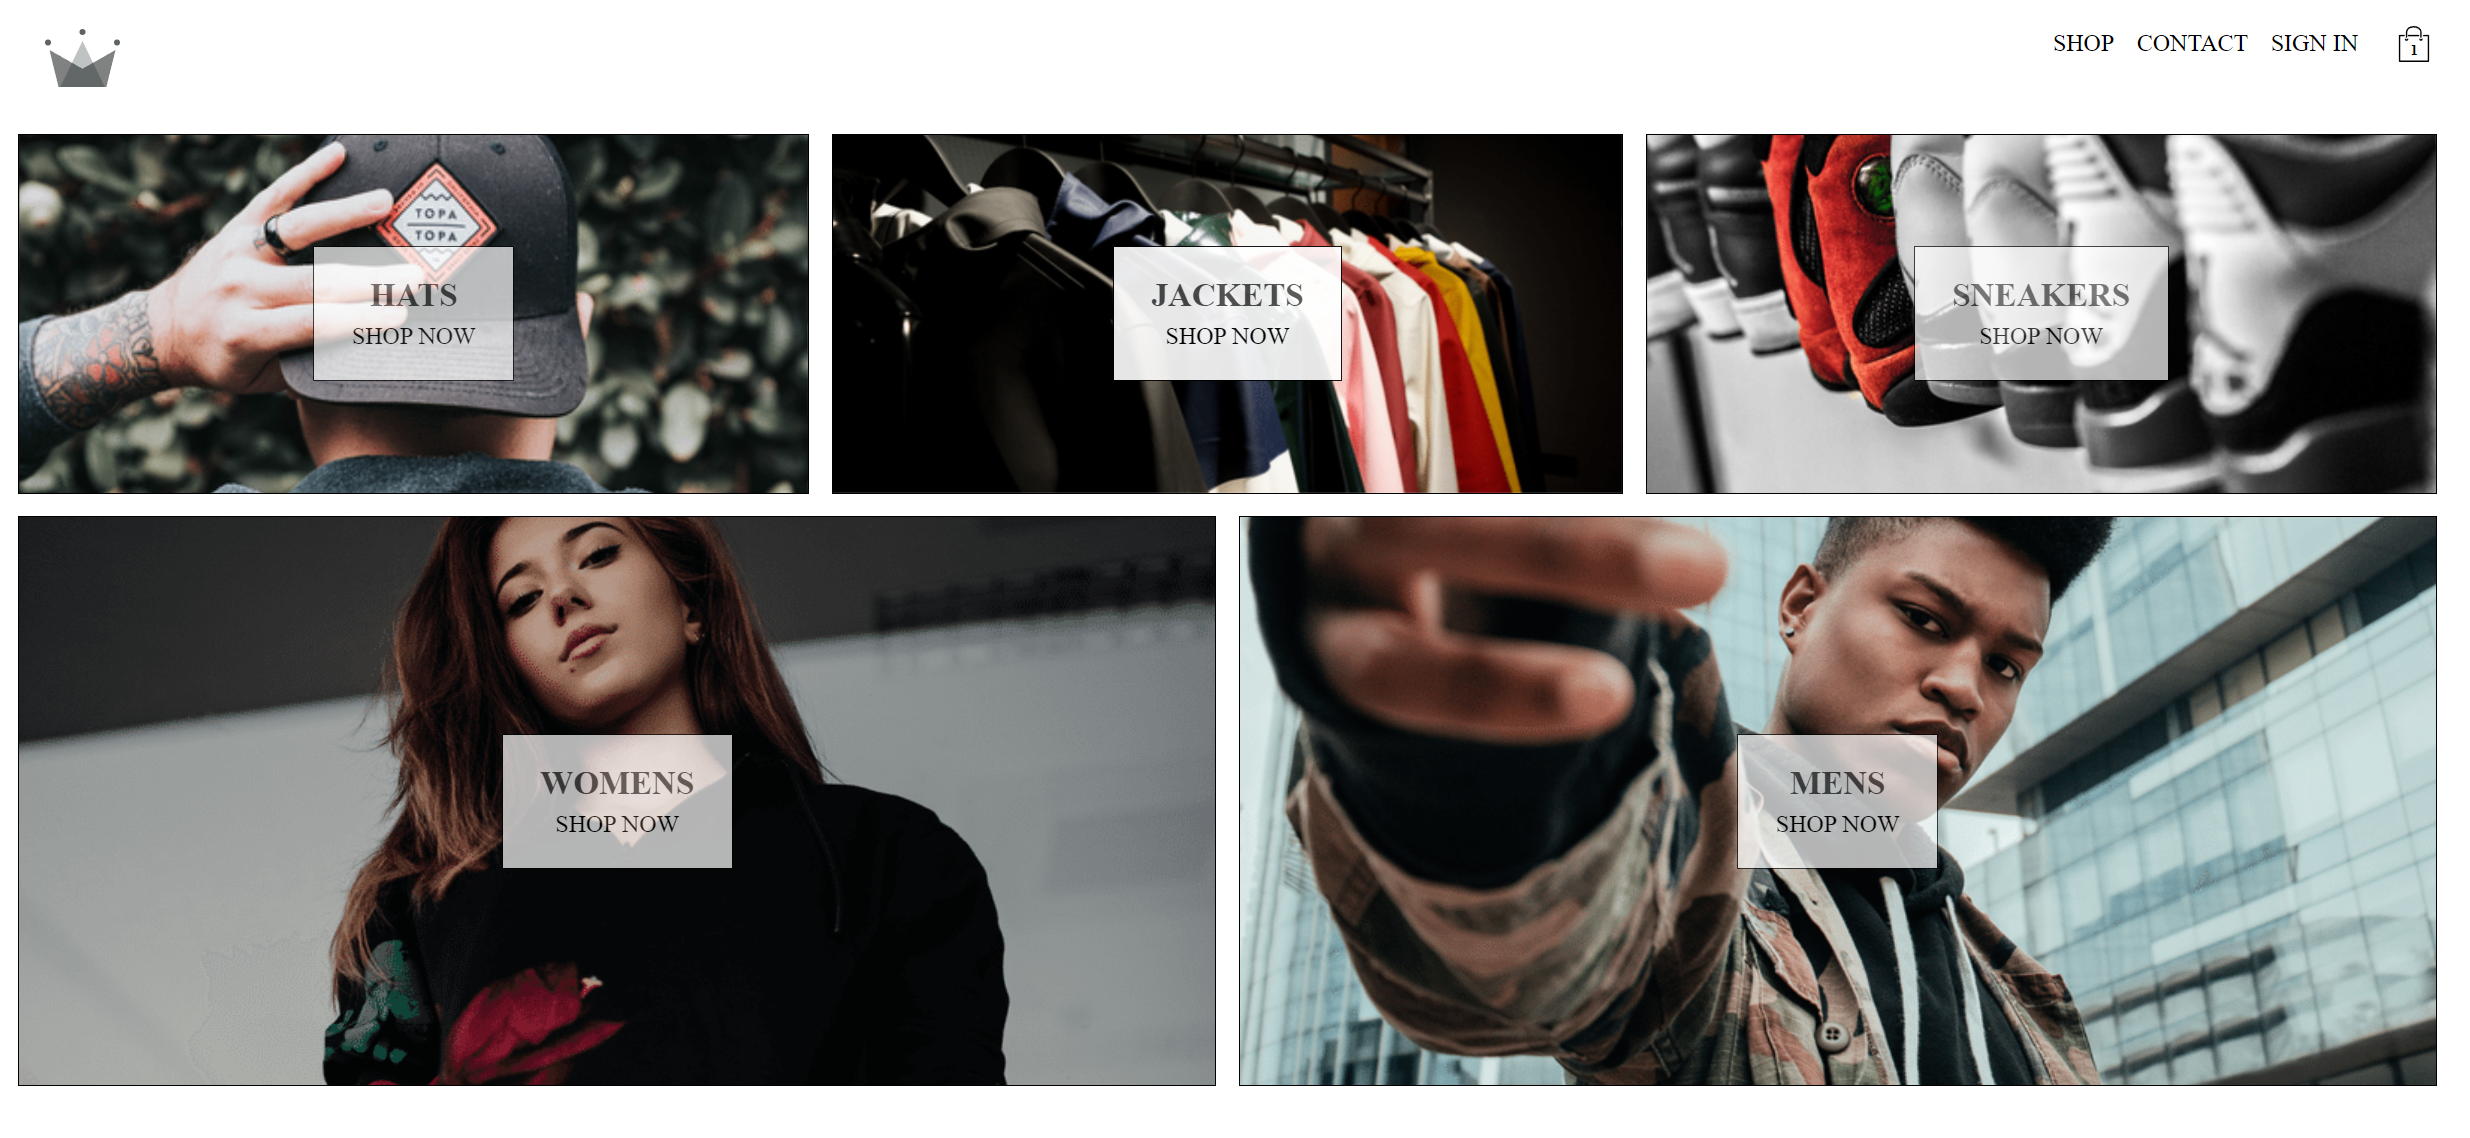 SHOP CONTACT SIGN IN 1
TOPA
TOPA
HATS
SHOP NOW
JACKETS
SHOP NOW
SNEAKERS
SHOP NOW
WOMENS
SHOP NOW
MENS
SHOP NOW